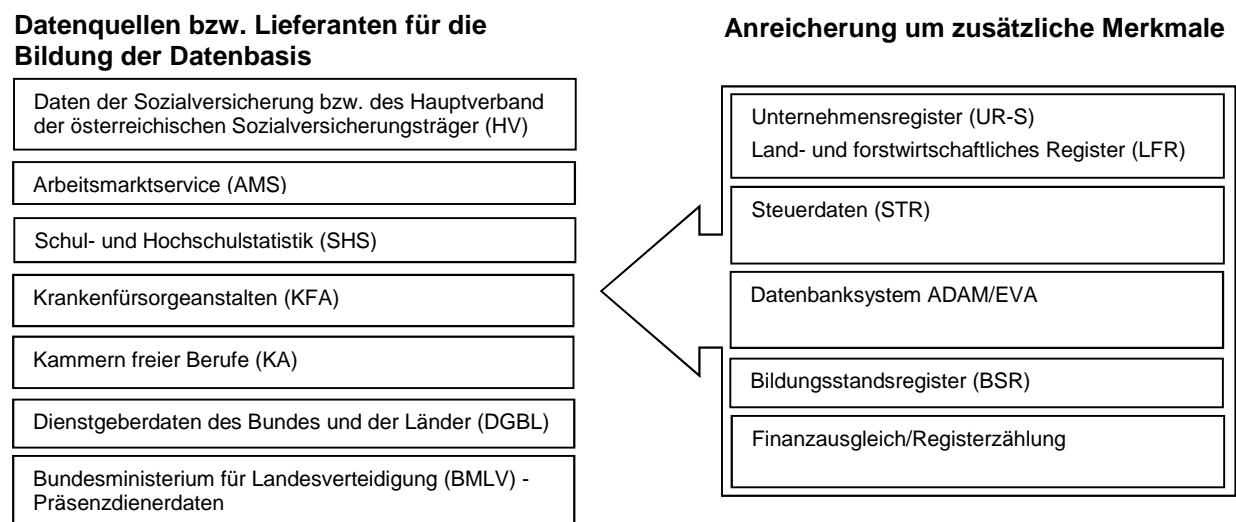 Datenquellen bzw. Lieferanten für die
Bildung der Datenbasis
Daten der Sozialversicherung bzw. des Hauptverband
der österreichischen Sozialversicherungsträger (HV)
Arbeitsmarktservice (AMS)
Schul- und Hochschulstatistik (SHS)
Krankenfürsorgeanstalten (KFA)
Kammern freier Berufe (KA)
Dienstgeberdaten des Bundes und der Länder (DGBL)
Bundesministerium für Landesverteidigung (BMLV) -
Präsenzdienerdaten
Anreicherung um zusätzliche Merkmale
Unternehmensregister (UR-S)
Land- und forstwirtschaftliches Register (LFR)
Steuerdaten (STR)
Datenbanksystem ADAM/EVA
Bildungsstandsregister (BSR)
Finanzausgleich/Registerzählung